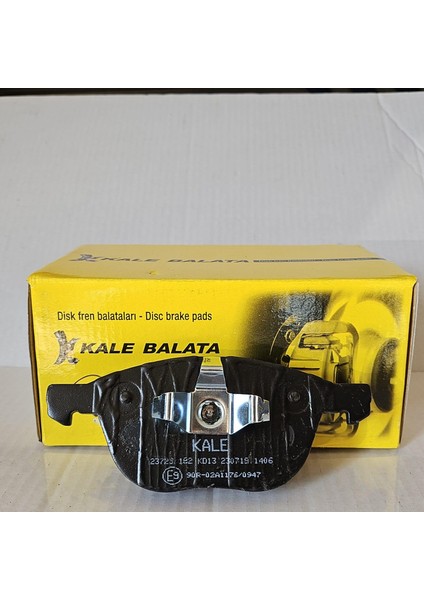 KALE BALATA
Disk fren balataları - Disc brake pads
KALE BALATA
KALE
23723 182 KD13 230719 1406
E9 90R-02A1176/0947